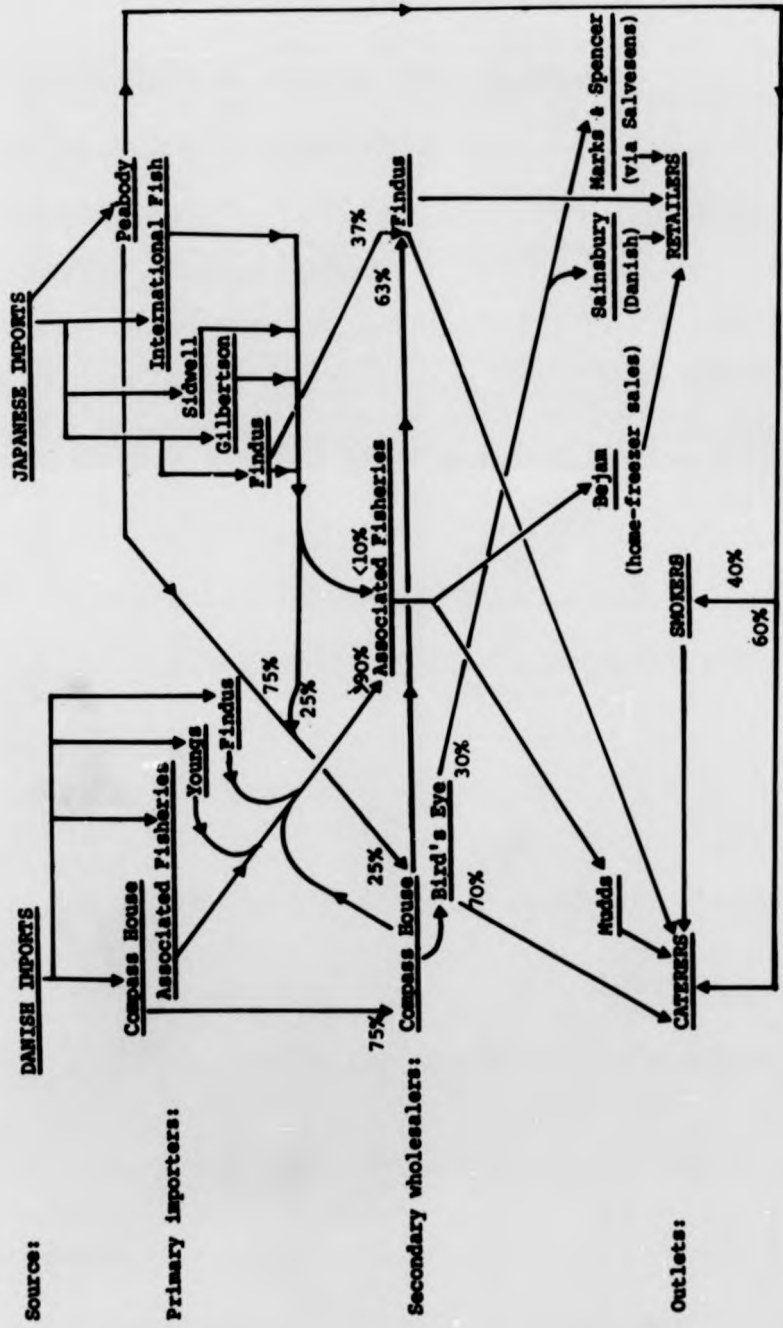 Source:
DANISH IMPORTS
JAPANESE IMPORTS
Primary importers:
Compass House
Associated Fisheries
Youngs
Findus
Findus
Gilbertson
Sidwell
International Fish
Peabody
75%
25%
75%
25%
>90%
<10%
63%
37%
Secondary wholesalers:
Compass House
Bird's Eye
Associated Fisheries
Findus
70%
30%
Outlets:
CATERERS
Mudds
SMOKERS
Bejam
(home-freezer sales)
Sainsbury
(Danish)
Marks & Spencer
(via Salvesens)
RETAILERS
40%
60%